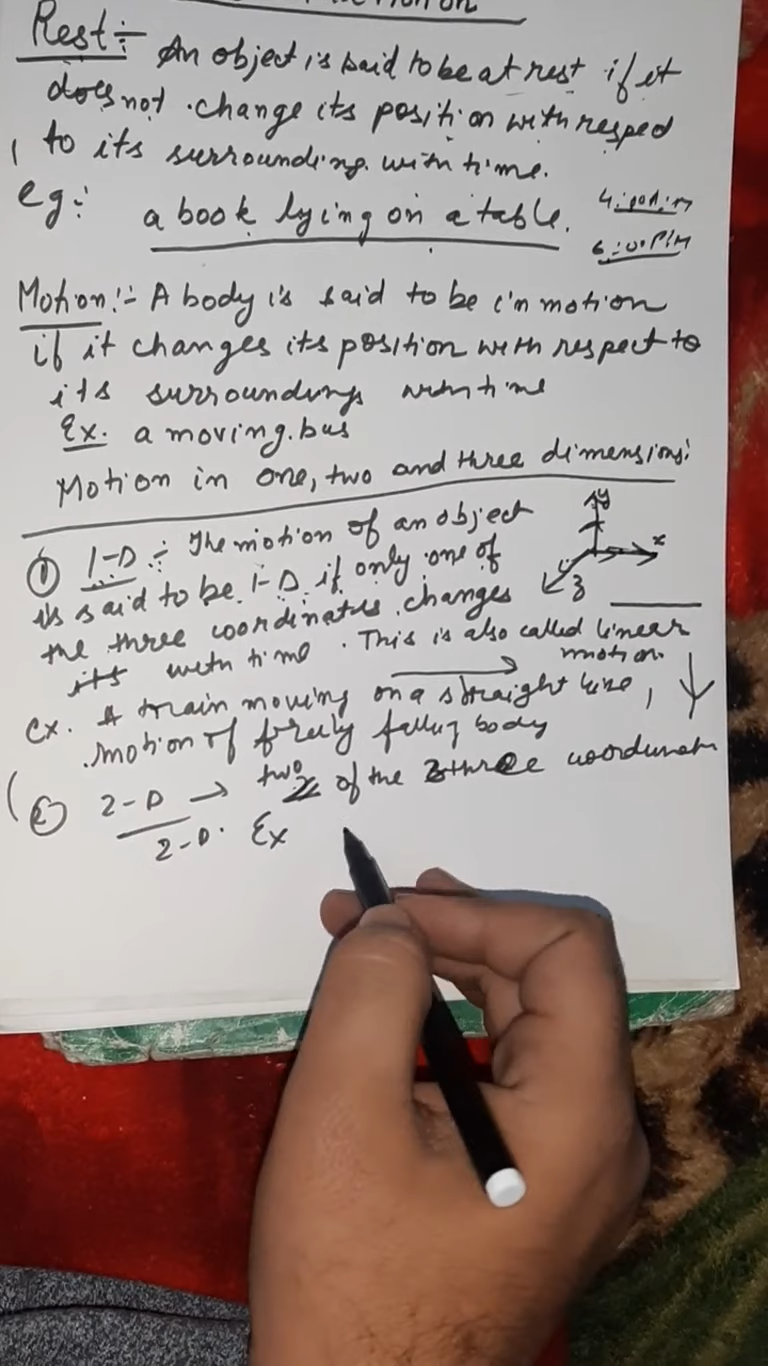 Rest:- An object is said to be at rest if it
does not change its position with resped
to its surrounding with time.
eg:- a book lying on a table.
6:00 P/M
Motion:- A body is said to be in motion
if it changes its position with respect to
its surroundings with time
Ex. a moving bus
Motion in one, two and three dimensions:
① 1-D:- The motion of an object
is said to be 1-D if only one of
the three coordinates changes
its with time. This is also called linear
motion.
Ex. A train moving on a straight line,
motion of freely falling body
y
x
z
② 2-D → two of the three coordinates
2-D. Ex